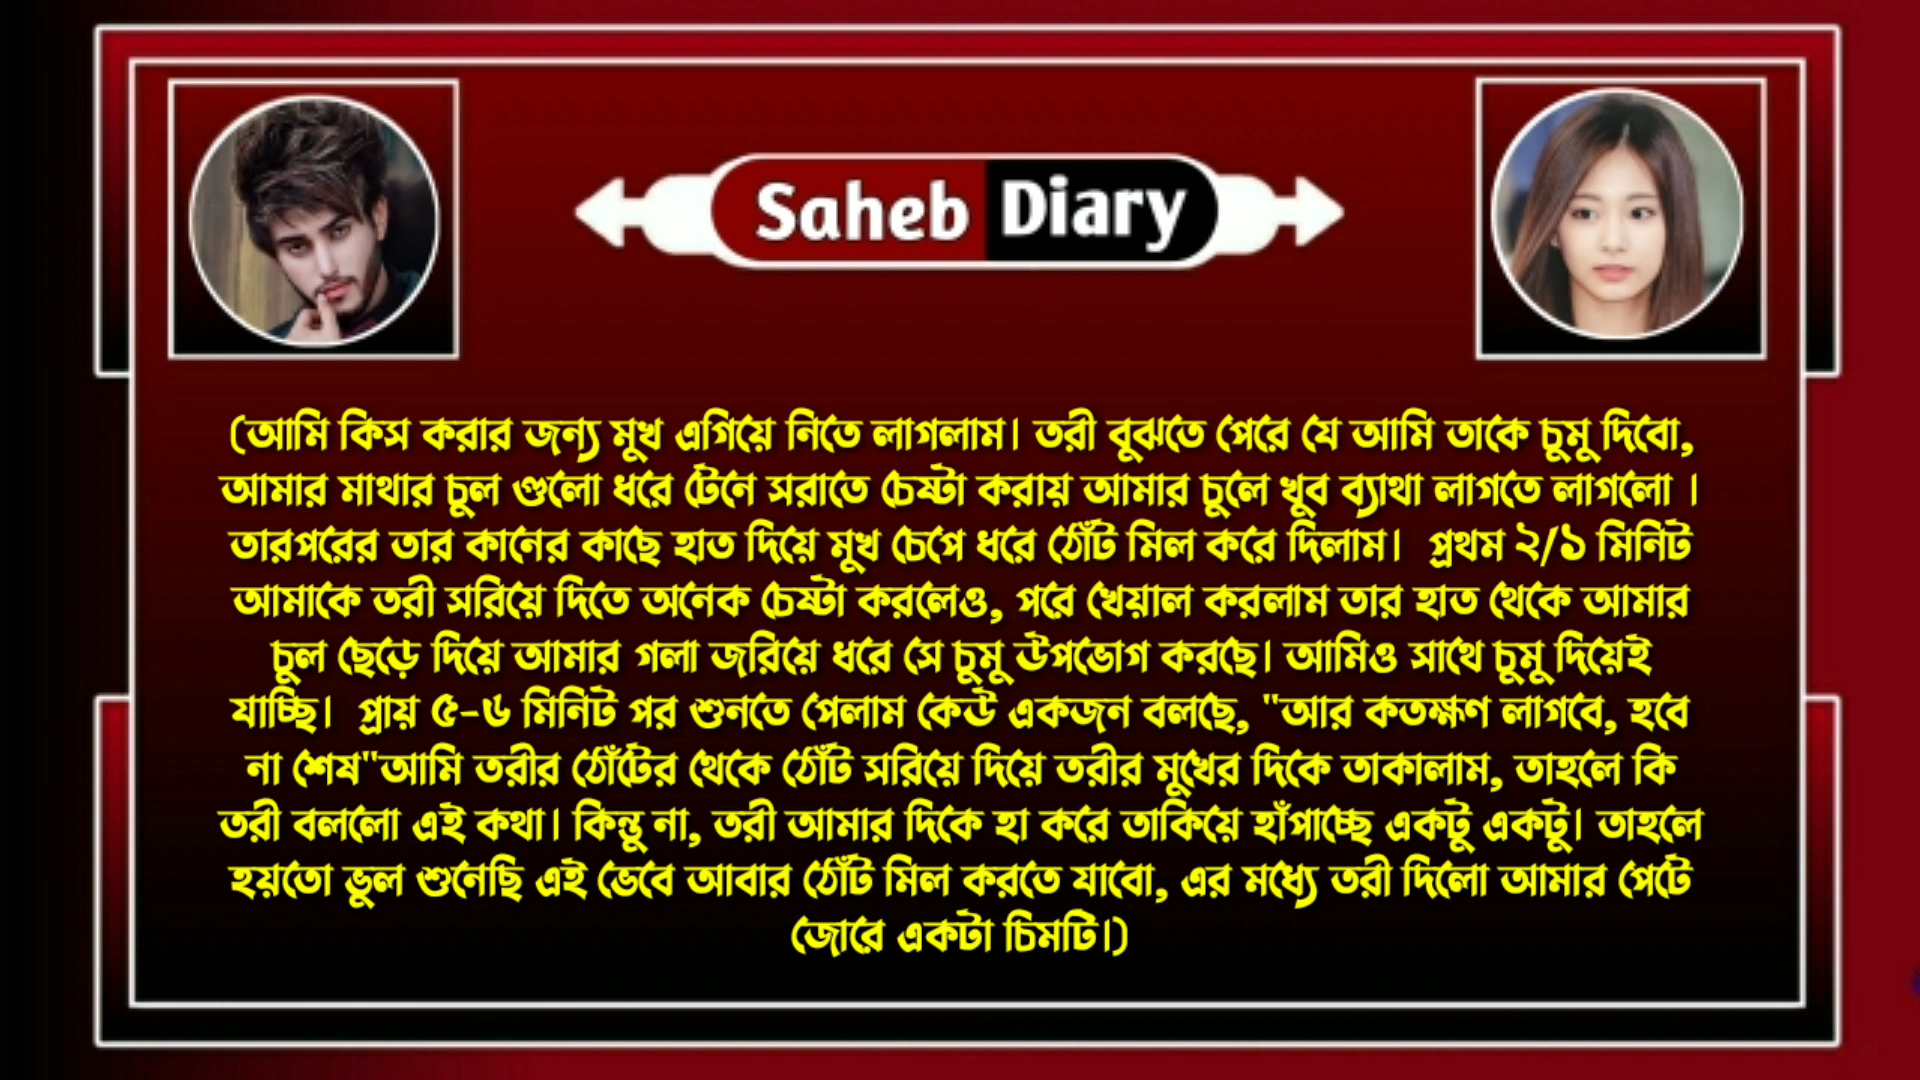 Saheb Diary
(আমি কিস করার জন্য মুখ এগিয়ে নিতে লাগলাম। তরী বুঝতে পেরে যে আমি তাকে চুমু দিবো,
আমার মাথার চুল গুলো ধরে টেনে সরাতে চেষ্টা করায় আমার চুলে খুব ব্যাথা লাগতে লাগলো ।
তারপরের তার কানের কাছে হাত দিয়ে মুখ চেপে ধরে ঠোঁট মিল করে দিলাম। প্রথম ২/১ মিনিট
আমাকে তরী সরিয়ে দিতে অনেক চেষ্টা করলেও, পরে খেয়াল করলাম তার হাত থেকে আমার
চুল ছেড়ে দিয়ে আমার গলা জরিয়ে ধরে সে চুমু উপভোগ করছে। আমিও সাথে চুমু দিয়েই
যাচ্ছি। প্রায় ৫-৬ মিনিট পর শুনতে পেলাম কেউ একজন বলছে, "আর কতক্ষণ লাগবে, হবে
না শেষ"আমি তরীর ঠোঁটের থেকে ঠোঁট সরিয়ে দিয়ে তরীর মুখের দিকে তাকালাম, তাহলে কি
তরী বললো এই কথা। কিন্তু না, তরী আমার দিকে হা করে তাকিয়ে হাঁপাচ্ছে একটু একটু। তাহলে
হয়তো ভুল শুনেছি এই ভেবে আবার ঠোঁট মিল করতে যাবো, এর মধ্যে তরী দিলো আমার পেটে
জোরে একটা চিমটি।)